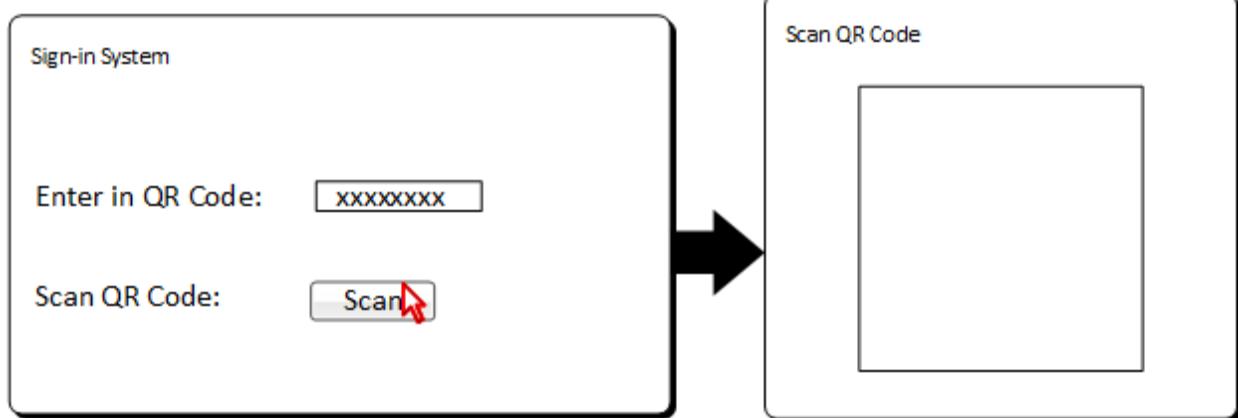 Sign-in System
Enter in QR Code: xxxxxxxx
Scan QR Code: Scan
Scan QR Code